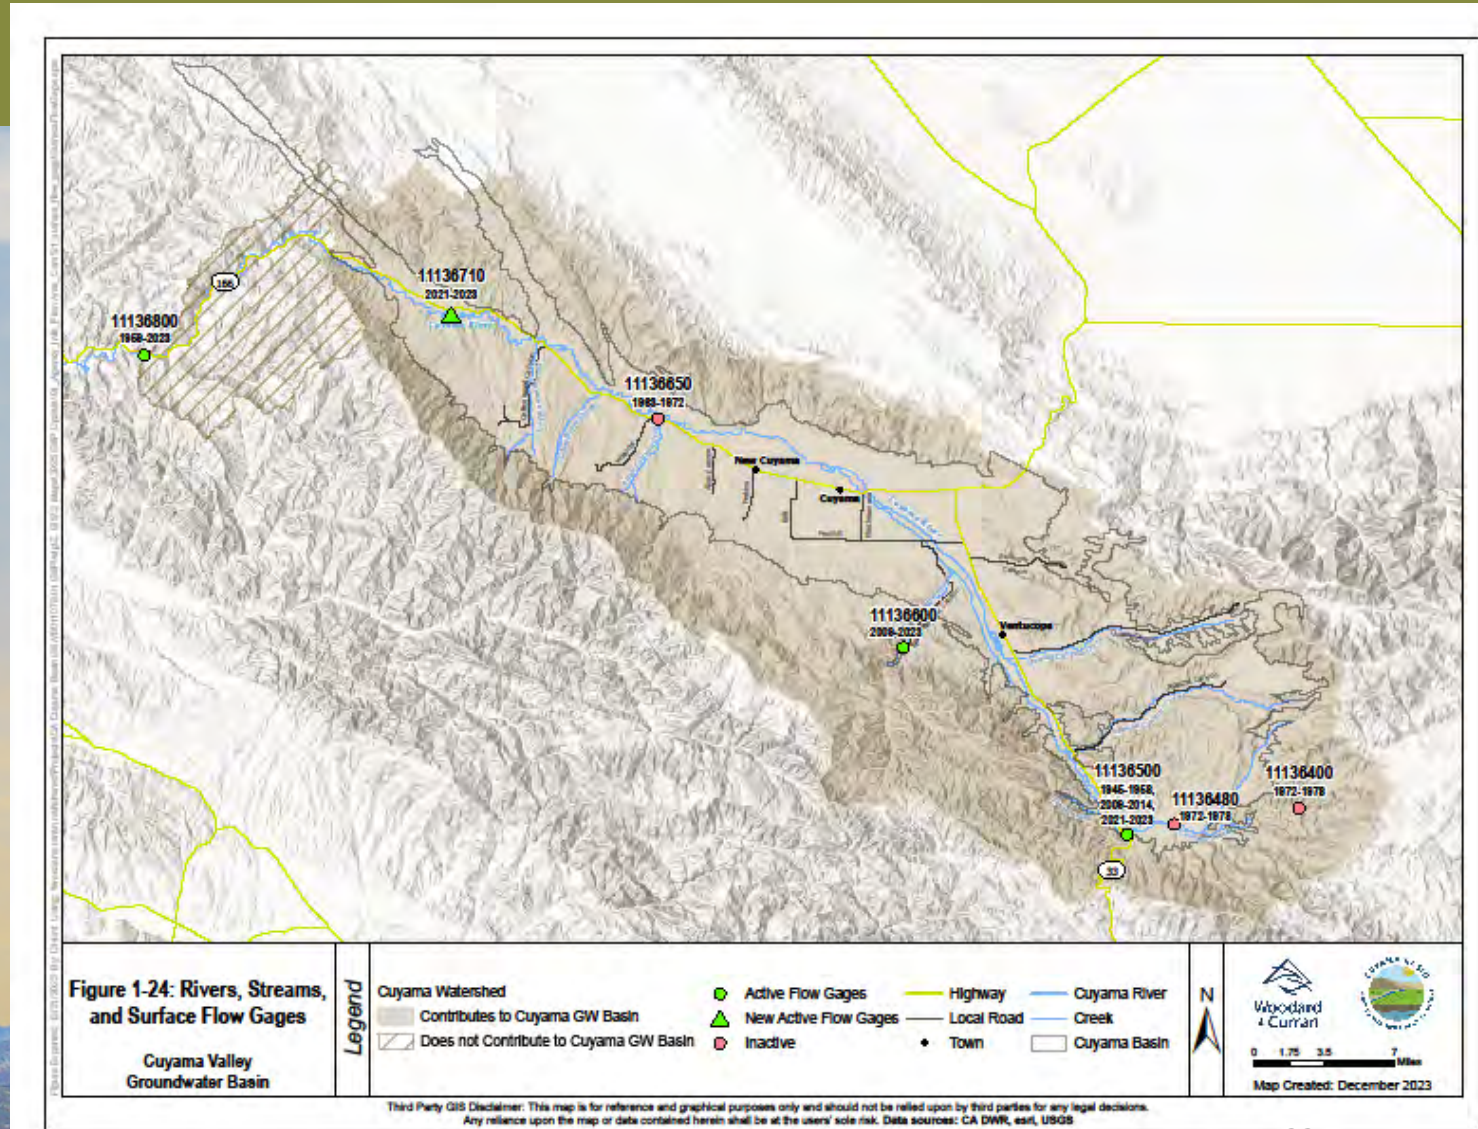 11136710
2021-2023
166
11136800
1959-2023
11136650
1963-1972
New Cuyama
Cuyama
Cuyama River
11136600
2009-2023
Ventucopa
11136500
1945-1958,
2009-2014,
2021-2023
11136480
1972-1978
11136400
1972-1978
33
Figure 1-24: Rivers, Streams,
and Surface Flow Gages
Cuyama Valley
Groundwater Basin
Legend
Cuyama Watershed
Contributes to Cuyama GW Basin
Does not Contribute to Cuyama GW Basin
Active Flow Gages
New Active Flow Gages
Inactive
Highway
Local Road
Town
Cuyama River
Creek
Cuyama Basin
N
Woodard
& Curran
CUYAMA BASIN
0 1.75 3.5 7
Miles
Map Created: December 2023
Third Party GIS Disclaimer: This map is for reference and graphical purposes only and should not be relied upon by third parties for any legal decisions.
Any reliance upon the map or data contained herein shall be at the users' sole risk. Data sources: CA DWR, esri, USGS